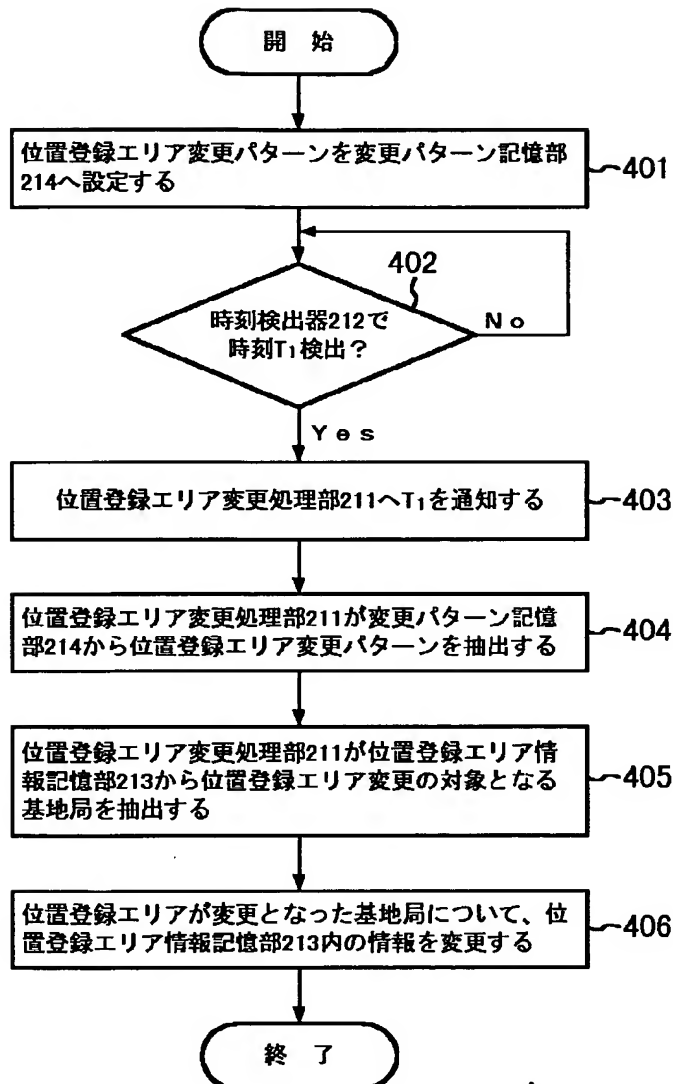 開 始
位置登録エリア変更パターンを変更パターン記憶部
214へ設定する
401
402
時刻検出器212で
時刻T₁検出?
No
Yes
位置登録エリア変更処理部211へT₁を通知する
403
位置登録エリア変更処理部211が変更パターン記憶
部214から位置登録エリア変更パターンを抽出する
404
位置登録エリア変更処理部211が位置登録エリア情
報記憶部213から位置登録エリア変更の対象となる
基地局を抽出する
405
位置登録エリアが変更となった基地局について、位
置登録エリア情報記憶部213内の情報を変更する
406
終 了